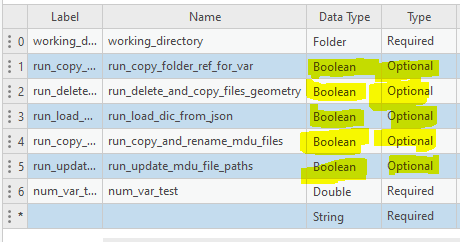 Label Name Data Type Type
0 working_d... working_directory Folder Required
1 run_copy_... run_copy_folder_ref_for_var Boolean Optional
2 run_delete... run_delete_and_copy_files_geometry Boolean Optional
3 run_load_... run_load_dic_from_json Boolean Optional
4 run_copy_... run_copy_and_rename_mdu_files Boolean Optional
5 run_updat... run_update_mdu_file_paths Boolean Optional
6 num_var_t... num_var_test Double Required
* String Required